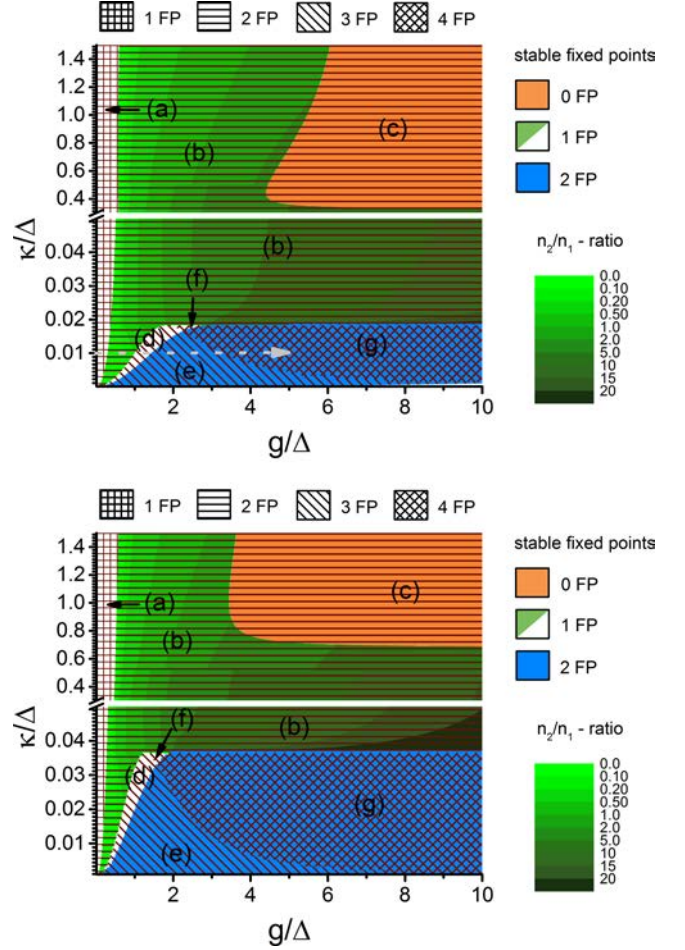 1 FP 2 FP 3 FP 4 FP
stable fixed points
0 FP
1 FP
2 FP
n2/n1 - ratio
0.0
0.10
0.20
0.50
1.0
2.0
5.0
10
15
20
κ/Δ
1.4
1.2
1.0
0.8
0.6
0.4
0.04
0.03
0.02
0.01
(a)
(b)
(c)
(b)
(f)
(d)
(g)
(e)
2 4 6 8 10
g/Δ
1 FP 2 FP 3 FP 4 FP
stable fixed points
0 FP
1 FP
2 FP
n2/n1 - ratio
0.0
0.10
0.20
0.50
1.0
2.0
5.0
10
15
20
κ/Δ
1.4
1.2
1.0
0.8
0.6
0.4
0.04
0.03
0.02
0.01
(a)
(c)
(b)
(f)
(b)
(d)
(g)
(e)
2 4 6 8 10
g/Δ